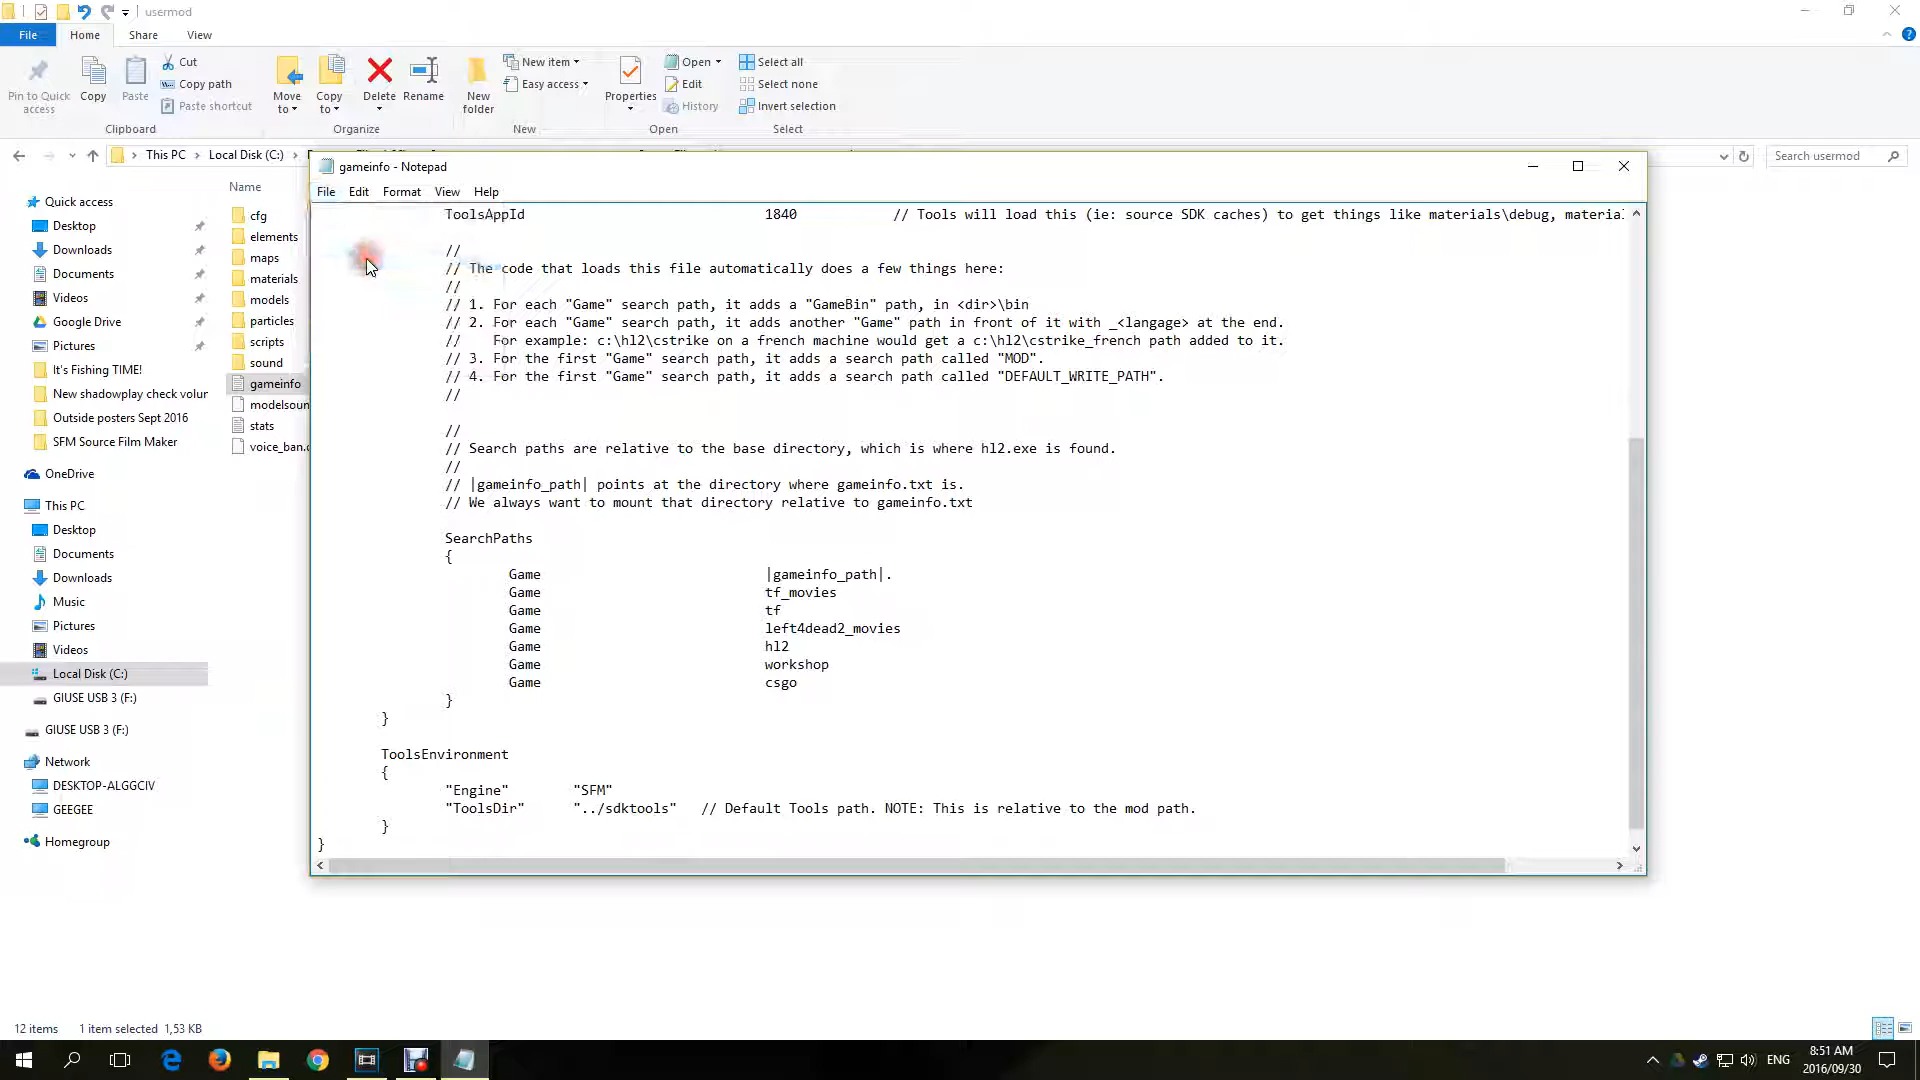 usermod
File
Home
Share
View
Pin to Quick access
Copy
Paste
Cut
Copy path
Paste shortcut
Move to
Copy to
Delete
Rename
New folder
New item
Easy access
Properties
Open
Edit
History
Select all
Select none
Invert selection
Clipboard
Organize
New
Open
Select
This PC
Local Disk (C:)
Search usermod
Name
Quick access
Desktop
Downloads
Documents
Videos
Google Drive
Pictures
It's Fishing TIME!
New shadowplay check volur
Outside posters Sept 2016
SFM Source Film Maker
OneDrive
This PC
Desktop
Documents
Downloads
Music
Pictures
Videos
Local Disk (C:)
GIUSE USB 3 (F:)
GIUSE USB 3 (F:)
Network
DESKTOP-ALGGCIV
GEEGEE
Homegroup
cfg
elements
maps
materials
models
particles
scripts
sound
gameinfo
modelsoun
stats
voice_ban.
gameinfo - Notepad
File Edit Format View Help
ToolsAppId 1840 // Tools will load this (ie: source SDK caches) to get things like materials\debug, material
//
// The code that loads this file automatically does a few things here:
//
// 1. For each "Game" search path, it adds a "GameBin" path, in <dir>\bin
// 2. For each "Game" search path, it adds another "Game" path in front of it with _<langage> at the end.
// For example: c:\hl2\cstrike on a french machine would get a c:\hl2\cstrike_french path added to it.
// 3. For the first "Game" search path, it adds a search path called "MOD".
// 4. For the first "Game" search path, it adds a search path called "DEFAULT_WRITE_PATH".
//
//
// Search paths are relative to the base directory, which is where hl2.exe is found.
//
// |gameinfo_path| points at the directory where gameinfo.txt is.
// We always want to mount that directory relative to gameinfo.txt
SearchPaths
{
Game |gameinfo_path|.
Game tf_movies
Game tf
Game left4dead2_movies
Game hl2
Game workshop
Game csgo
}
}
ToolsEnvironment
{
"Engine" "SFM"
"ToolsDir" "../sdktools" // Default Tools path. NOTE: This is relative to the mod path.
}
}
12 items 1 item selected 1,53 KB
ENG
8:51 AM
2016/09/30